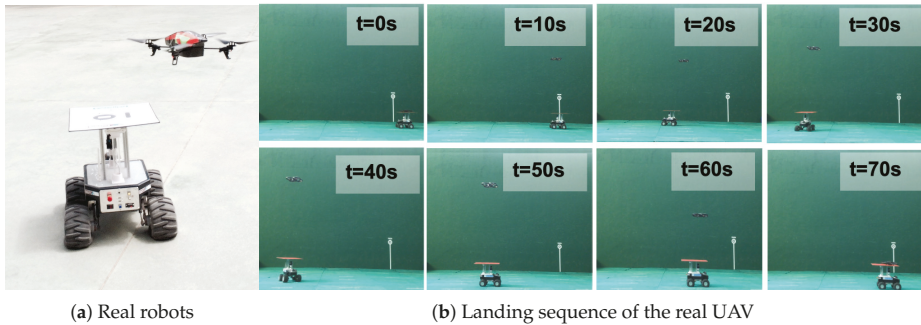 t=0s
t=10s
t=20s
t=30s
t=40s
t=50s
t=60s
t=70s
(a) Real robots
(b) Landing sequence of the real UAV